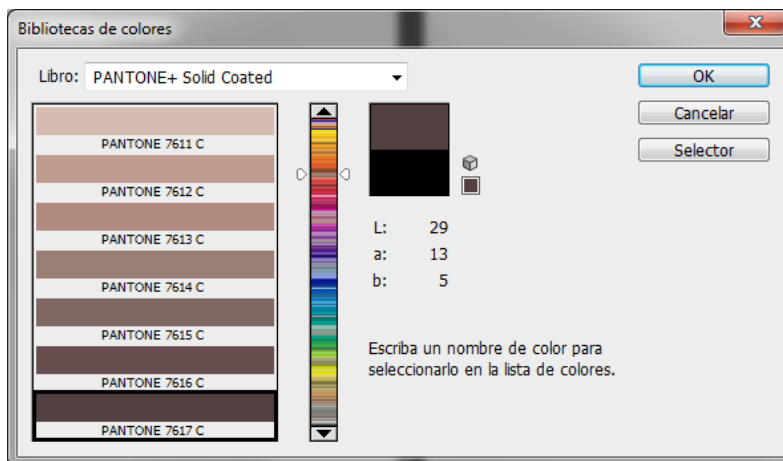 Bibliotecas de colores
Libro: PANTONE+ Solid Coated
OK
Cancelar
Selector
PANTONE 7611 C
PANTONE 7612 C
PANTONE 7613 C
PANTONE 7614 C
PANTONE 7615 C
PANTONE 7616 C
PANTONE 7617 C
L: 29
a: 13
b: 5
Escriba un nombre de color para
seleccionarlo en la lista de colores.